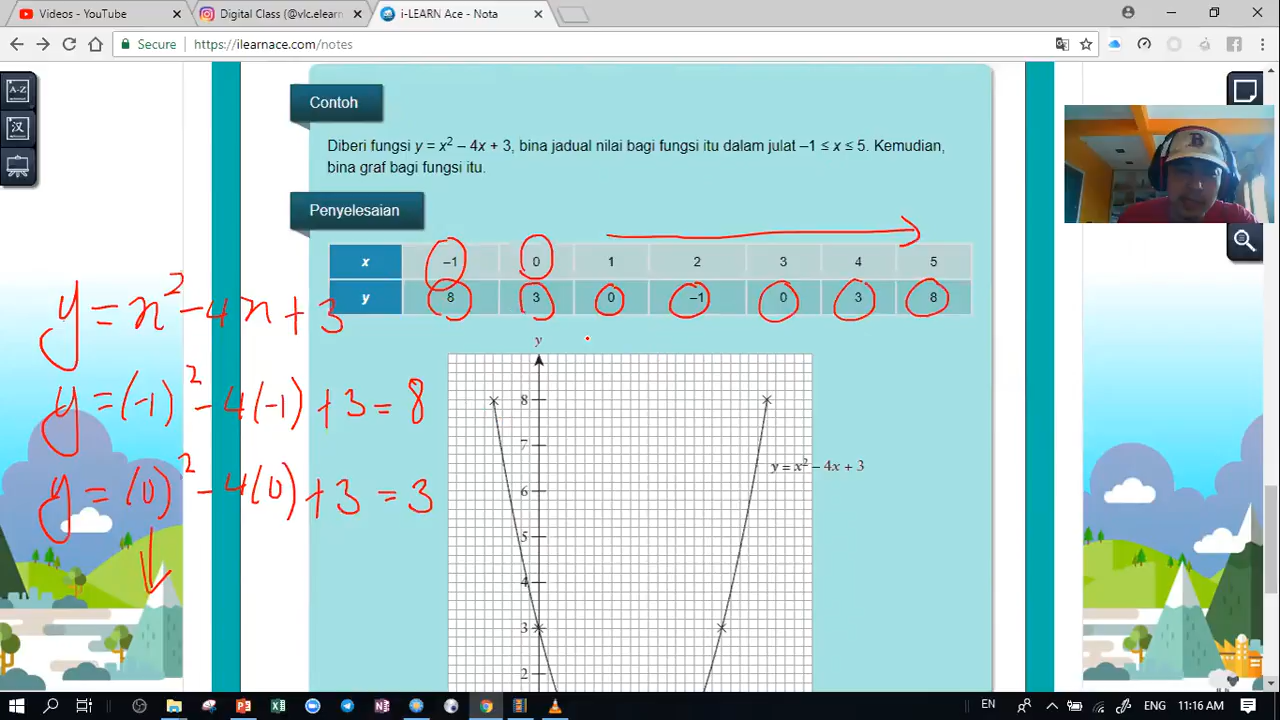 Videos - YouTube
Digital Class (@vlc.elearn
i-LEARN Ace - Nota
Secure
https://ilearnace.com/notes
A-Z
汉
Contoh
Diberi fungsi y = x² – 4x + 3, bina jadual nilai bagi fungsi itu dalam julat –1 ≤ x ≤ 5. Kemudian,
bina graf bagi fungsi itu.
Penyelesaian
x –1 0 1 2 3 4 5
y 8 3 0 –1 0 3 8
y = x² - 4x + 3
y = (-1)² - 4(-1) + 3 = 8
y = (0)² - 4(0) + 3 = 3
y
8
7
y = x² – 4x + 3
6
5
4
3
2
EN
ENG
11:16 AM